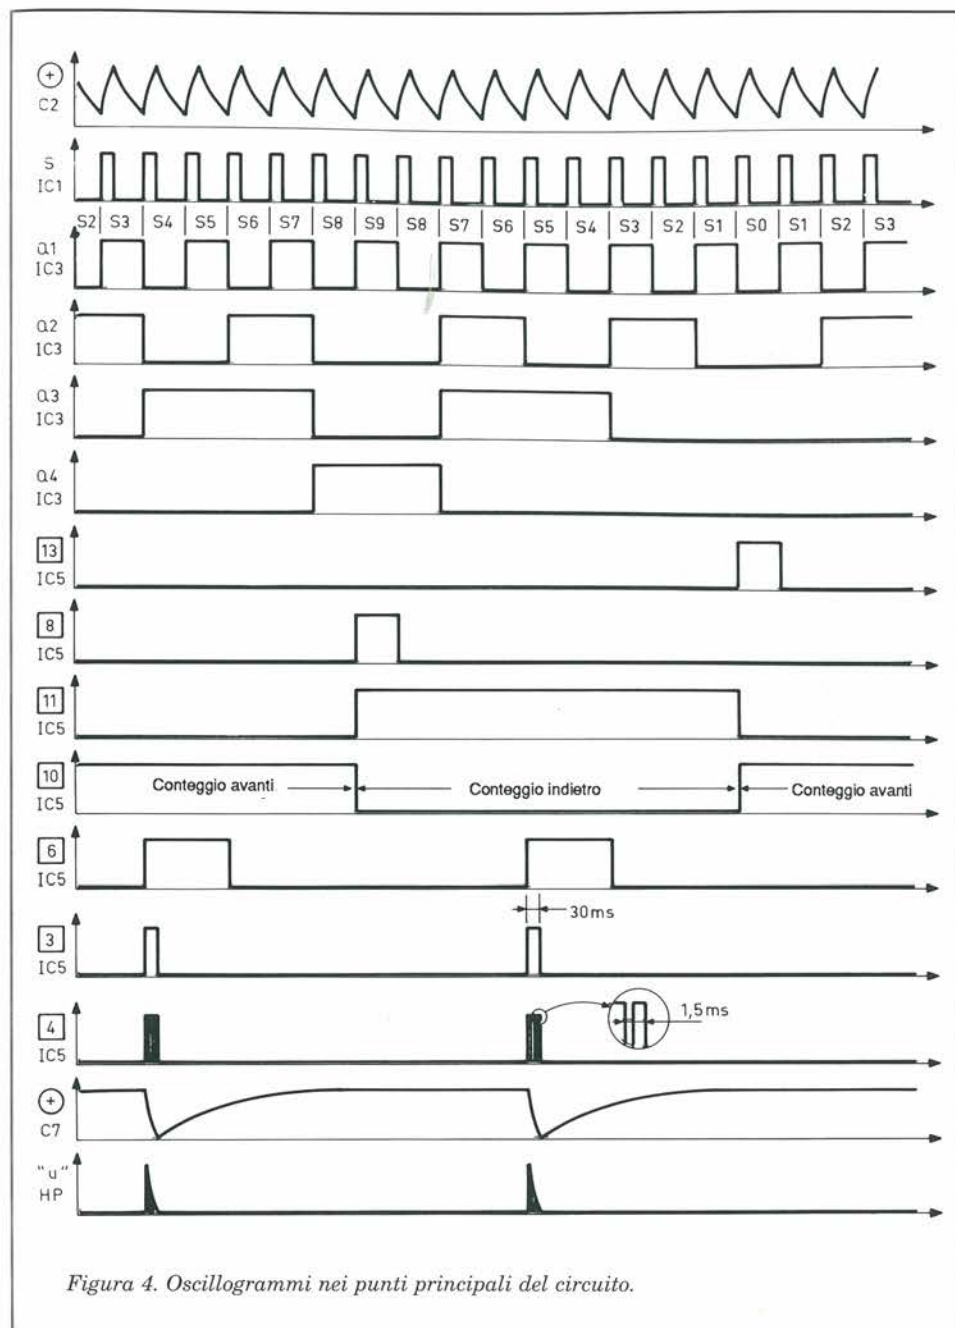 +
C2
S
IC1
S2 S3 S4 S5 S6 S7 S8 S9 S8 S7 S6 S5 S4 S3 S2 S1 S0 S1 S2 S3
Q1
IC3
Q2
IC3
Q3
IC3
Q4
IC3
13
IC5
8
IC5
11
IC5
10
IC5
Conteggio avanti Conteggio indietro Conteggio avanti
6
IC5
30ms
3
IC5
4
IC5
1,5ms
+
C7
"u"
HP
Figura 4. Oscillogrammi nei punti principali del circuito.